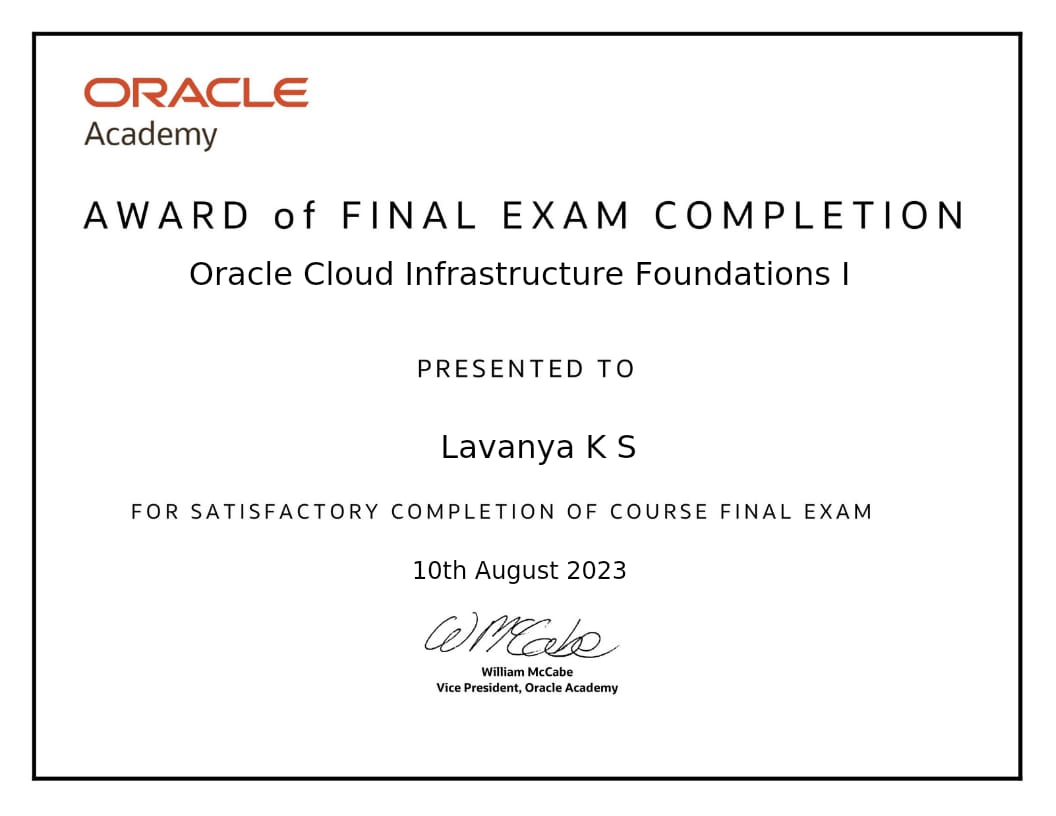 ORACLE
Academy
AWARD of FINAL EXAM COMPLETION
Oracle Cloud Infrastructure Foundations I
PRESENTED TO
Lavanya K S
FOR SATISFACTORY COMPLETION OF COURSE FINAL EXAM
10th August 2023
WMcCabe
William McCabe
Vice President, Oracle Academy